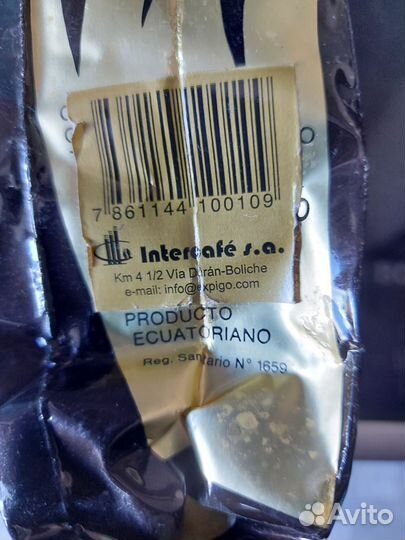 7 861144 100109
Intercafé s.a.
Km 4 1/2 Vía Durán-Boliche
e-mail: info@expigo.com
PRODUCTO
ECUATORIANO
Reg. Sanitario N° 1659
Avito